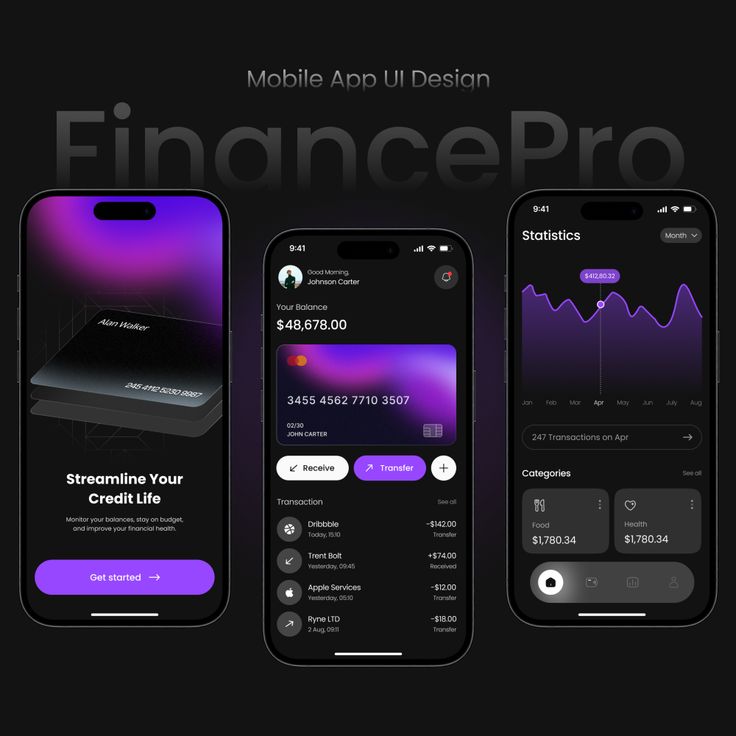 Mobile App UI Design
FinancePro
Alan Walker
245 4112 5230 9987
Streamline Your
Credit Life
Monitor your balances, stay on budget,
and improve your financial health.
Get started
9:41
Good Morning,
Johnson Carter
Your Balance
$48,678.00
3455 4562 7710 3507
02/30
JOHN CARTER
Receive
Transfer
Transaction
See all
Dribbble
-$142.00
Today, 15:10
Transfer
Trent Bolt
+$74.00
Yesterday, 09:45
Received
Apple Services
-$12.00
Yesterday, 05:10
Transfer
Ryne LTD
-$18.00
2 Aug, 09:11
Transfer
9:41
Statistics
Month
$412,80.32
Jan Feb Mar Apr May Jun July Aug
247 Transactions on Apr
Categories
See all
Food
$1,780.34
Health
$1,780.34